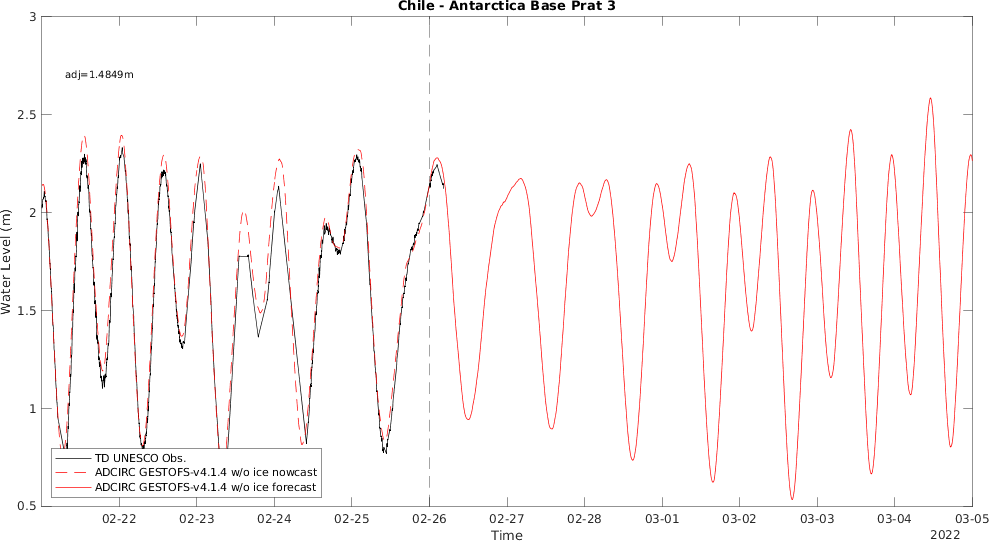 Chile - Antarctica Base Prat 3
adj=1.4849m
Water Level (m)
3
2.5
2
1.5
1
0.5
TD UNESCO Obs.
ADCIRC GESTOFS-v4.1.4 w/o ice nowcast
ADCIRC GESTOFS-v4.1.4 w/o ice forecast
02-22 02-23 02-24 02-25 02-26 02-27 02-28 03-01 03-02 03-03 03-04 03-05
Time
2022